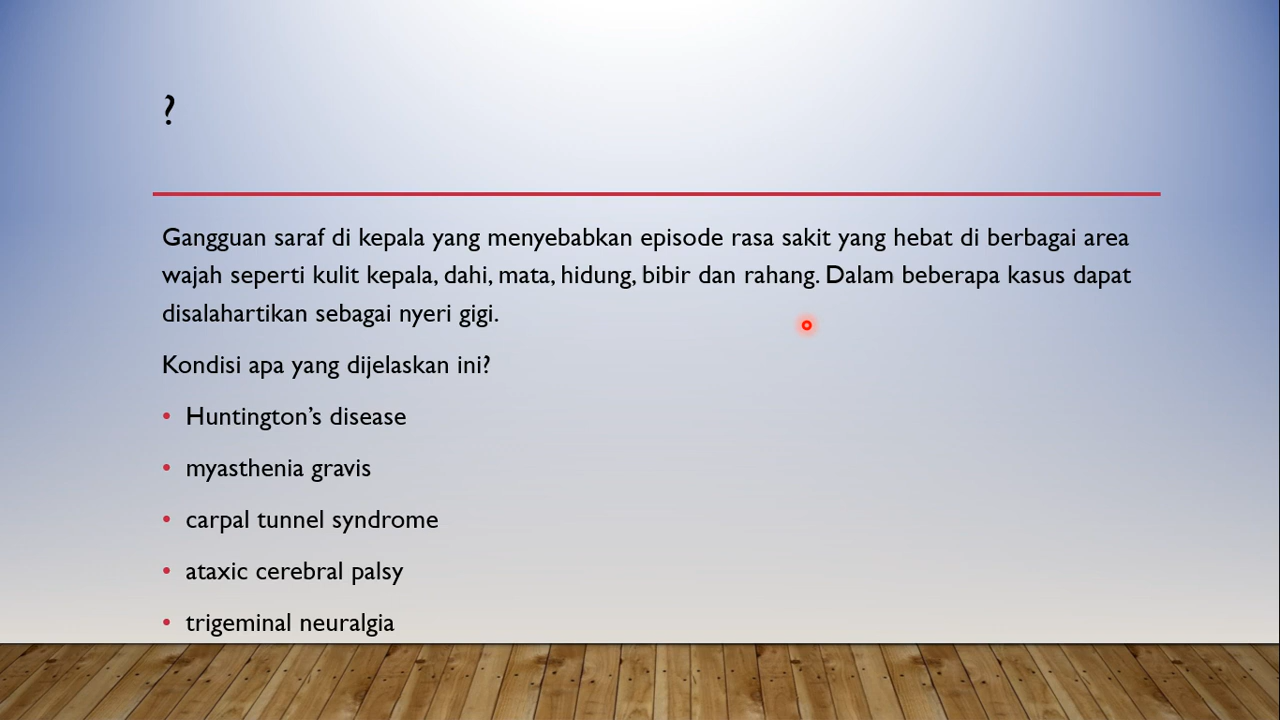 ?
Gangguan saraf di kepala yang menyebabkan episode rasa sakit yang hebat di berbagai area
wajah seperti kulit kepala, dahi, mata, hidung, bibir dan rahang. Dalam beberapa kasus dapat
disalahartikan sebagai nyeri gigi.
Kondisi apa yang dijelaskan ini?
• Huntington’s disease
• myasthenia gravis
• carpal tunnel syndrome
• ataxic cerebral palsy
• trigeminal neuralgia